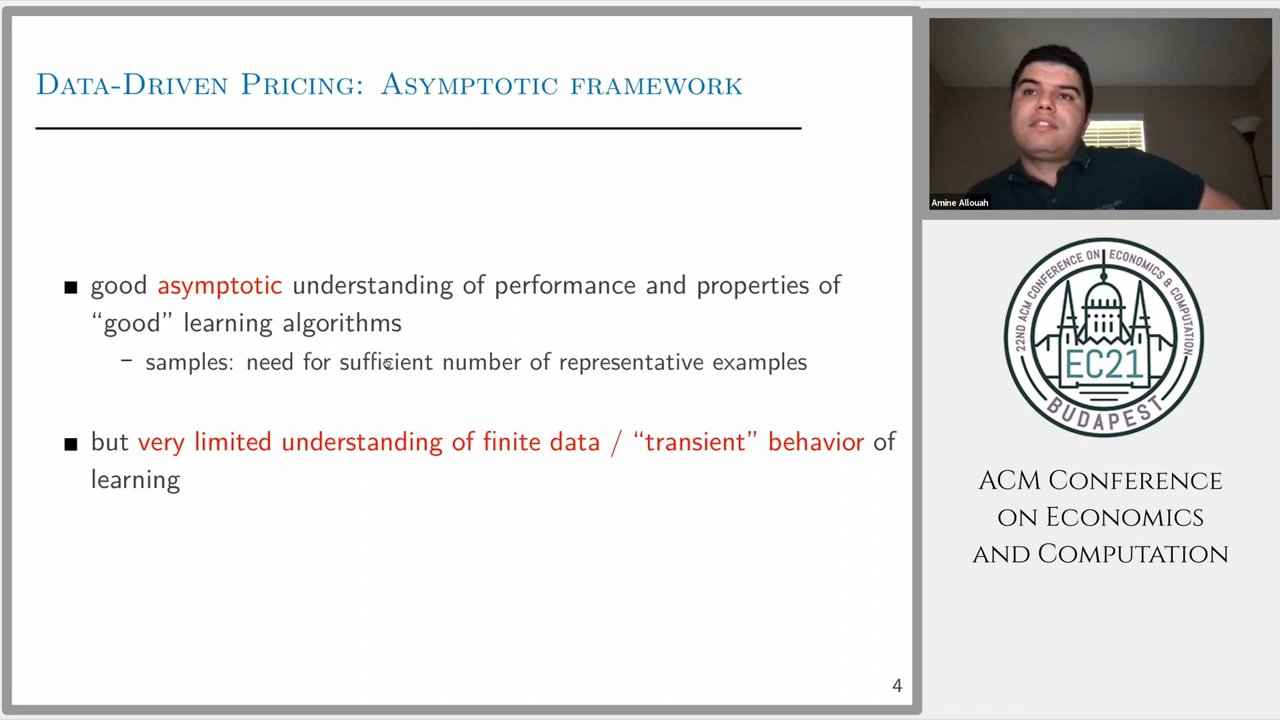 DATA-DRIVEN PRICING: ASYMPTOTIC FRAMEWORK
■ good asymptotic understanding of performance and properties of
“good” learning algorithms
– samples: need for sufficient number of representative examples
■ but very limited understanding of finite data / “transient” behavior of
learning
4
Amine Allouah
22ND ACM CONFERENCE ON ECONOMICS & COMPUTATION
EC21
BUDAPEST
ACM Conference
on Economics
and Computation